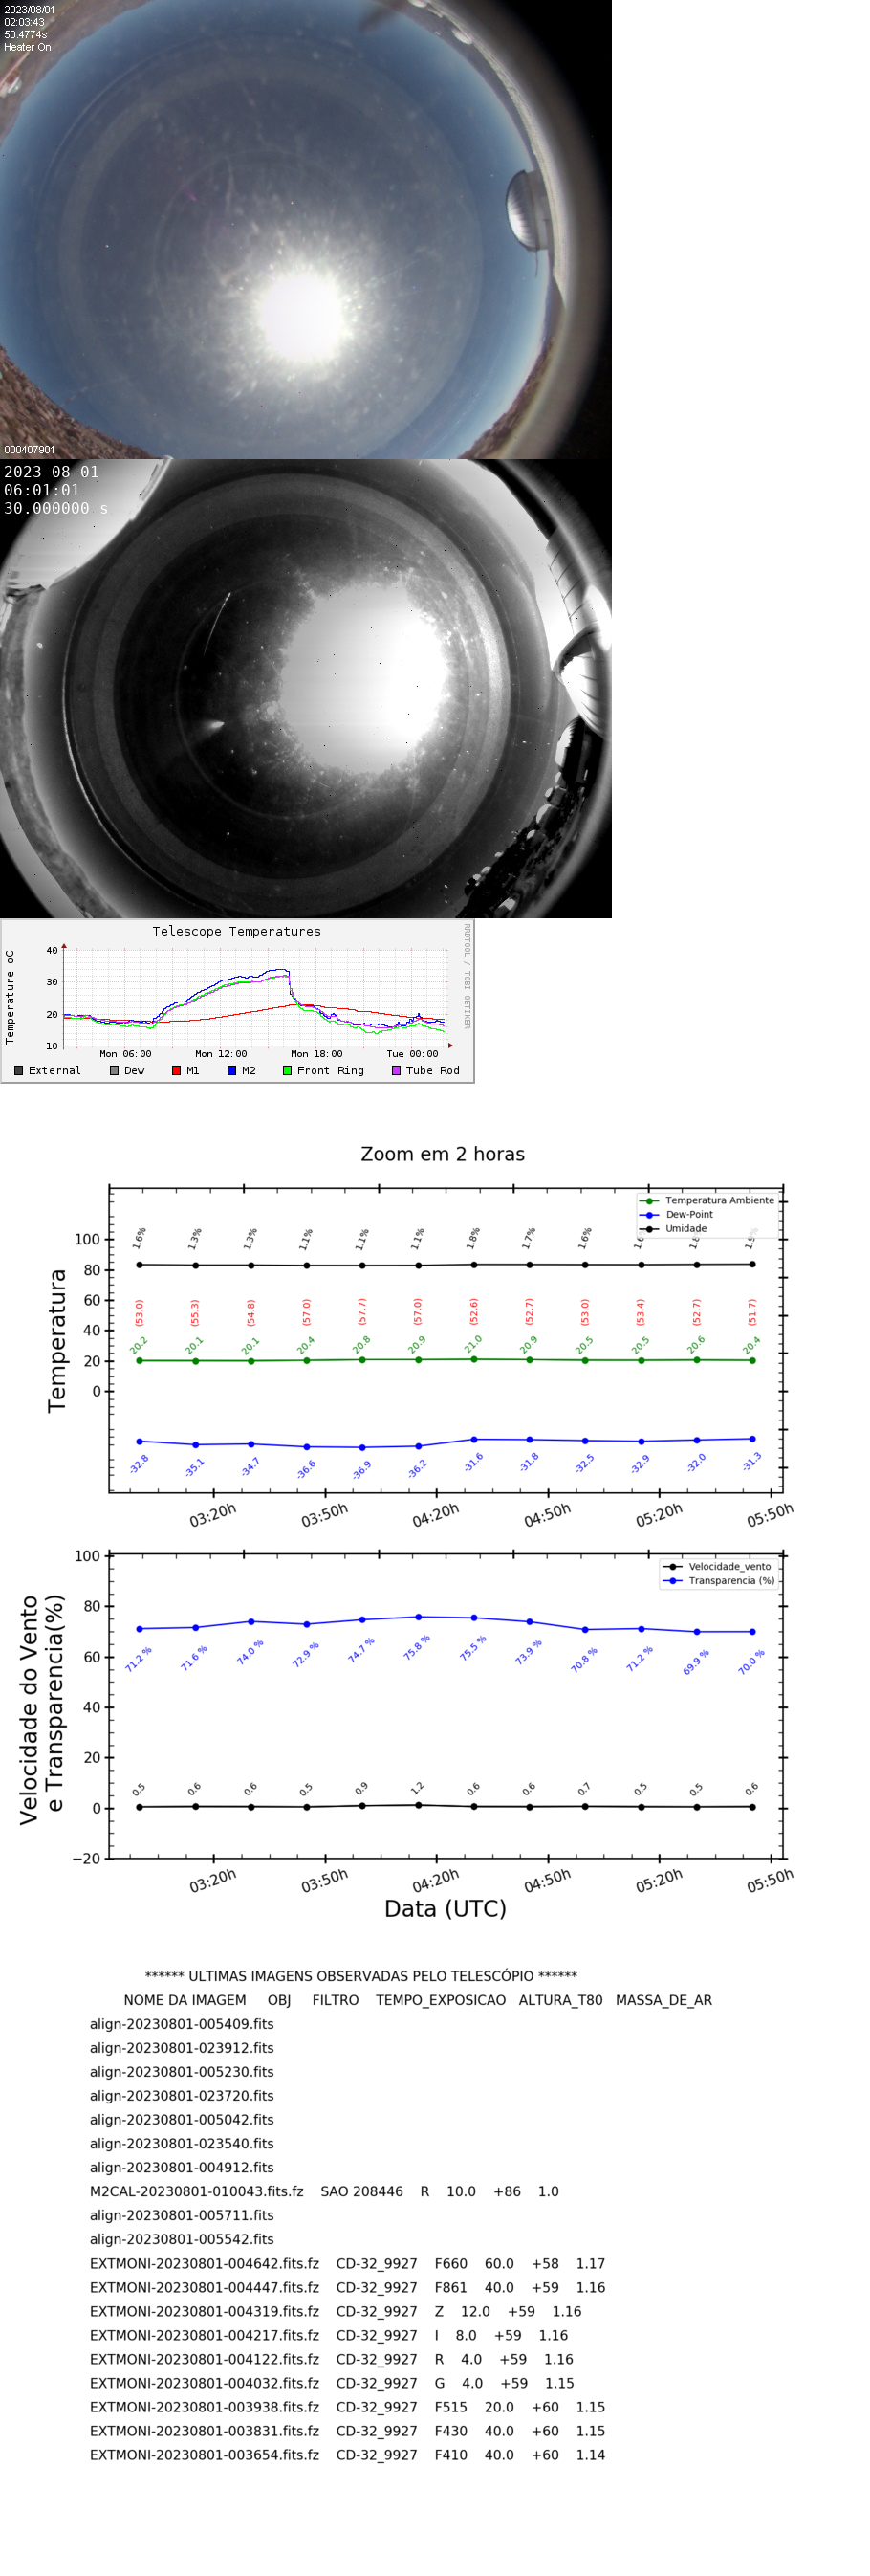 2023/08/01
02:03:43
50.4774s
Heater On
000407901
2023-08-01
06:01:01
30.000000 s
Telescope Temperatures
Temperature oC
RRDTOOL / TOBI OETIKER
40
30
20
10
Mon 06:00 Mon 12:00 Mon 18:00 Tue 00:00
External Dew M1 M2 Front Ring Tube Rod
Zoom em 2 horas
Temperatura
Temperatura Ambiente
Dew-Point
Umidade
1.6% 1.3% 1.3% 1.1% 1.1% 1.1% 1.8% 1.7% 1.6%
(53.0) (55.3) (54.8) (57.0) (57.7) (57.0) (52.6) (52.7) (53.0) (53.4) (52.7) (51.7)
20.2 20.1 20.1 20.4 20.8 20.9 21.0 20.9 20.5 20.5 20.6 20.4
-32.8 -35.1 -34.7 -36.6 -36.9 -36.2 -31.6 -31.8 -32.5 -32.9 -32.0 -31.3
100
80
60
40
20
0
03:20h 03:50h 04:20h 04:50h 05:20h 05:50h
Velocidade do Vento
e Transparencia(%)
Velocidade_vento
Transparencia (%)
71.2 % 71.6 % 74.0 % 72.9 % 74.7 % 75.8 % 75.5 % 73.9 % 70.8 % 71.2 % 69.9 % 70.0 %
0.5 0.6 0.6 0.5 0.9 1.2 0.6 0.6 0.7 0.5 0.5 0.6
100
80
60
40
20
0
−20
03:20h 03:50h 04:20h 04:50h 05:20h 05:50h
Data (UTC)
****** ULTIMAS IMAGENS OBSERVADAS PELO TELESCÓPIO ******
NOME DA IMAGEM OBJ FILTRO TEMPO_EXPOSICAO ALTURA_T80 MASSA_DE_AR
align-20230801-005409.fits
align-20230801-023912.fits
align-20230801-005230.fits
align-20230801-023720.fits
align-20230801-005042.fits
align-20230801-023540.fits
align-20230801-004912.fits
M2CAL-20230801-010043.fits.fz SAO 208446 R 10.0 +86 1.0
align-20230801-005711.fits
align-20230801-005542.fits
EXTMONI-20230801-004642.fits.fz CD-32_9927 F660 60.0 +58 1.17
EXTMONI-20230801-004447.fits.fz CD-32_9927 F861 40.0 +59 1.16
EXTMONI-20230801-004319.fits.fz CD-32_9927 Z 12.0 +59 1.16
EXTMONI-20230801-004217.fits.fz CD-32_9927 I 8.0 +59 1.16
EXTMONI-20230801-004122.fits.fz CD-32_9927 R 4.0 +59 1.16
EXTMONI-20230801-004032.fits.fz CD-32_9927 G 4.0 +59 1.15
EXTMONI-20230801-003938.fits.fz CD-32_9927 F515 20.0 +60 1.15
EXTMONI-20230801-003831.fits.fz CD-32_9927 F430 40.0 +60 1.15
EXTMONI-20230801-003654.fits.fz CD-32_9927 F410 40.0 +60 1.14